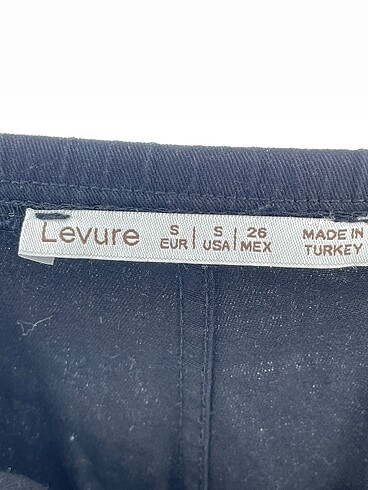 Levure S EUR | S USA | 26 MEX MADE IN TURKEY